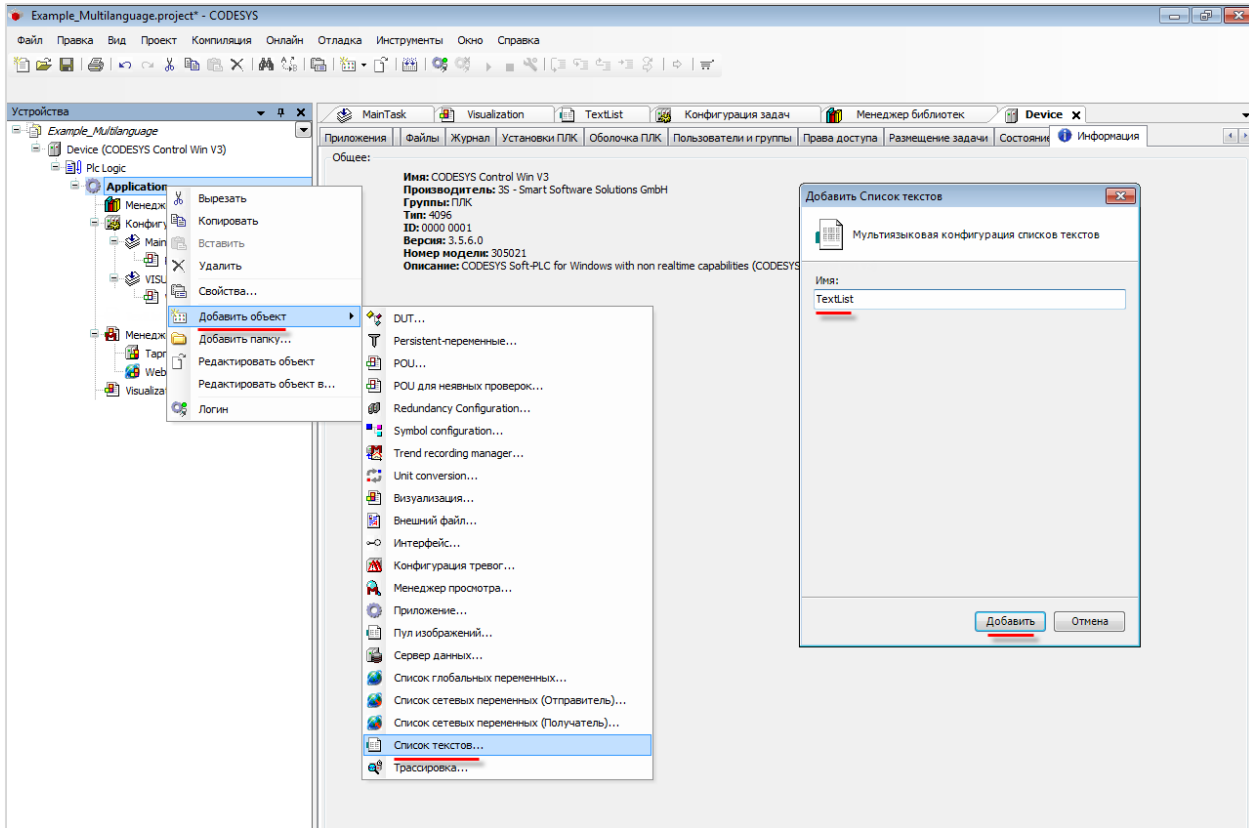 Example_Multilanguage.project* - CODESYS
Файл Правка Вид Проект Компиляция Онлайн Отладка Инструменты Окно Справка
Устройства
Example_Multilanguage
Device (CODESYS Control Win V3)
Plc Logic
Application
Менедж
Конфигу
Main
VISU
Менедж
Тарг
Web
Visualizat
Вырезать
Копировать
Вставить
Удалить
Свойства...
Добавить объект
Добавить папку...
Редактировать объект
Редактировать объект в...
Логин
MainTask Visualization TextList Конфигурация задач Менеджер библиотек Device
Приложения Файлы Журнал Установки ПЛК Оболочка ПЛК Пользователи и группы Права доступа Размещение задачи Состояние Информация
Общее:
Имя: CODESYS Control Win V3
Производитель: 3S - Smart Software Solutions GmbH
Группы: ПЛК
Тип: 4096
ID: 0000 0001
Версия: 3.5.6.0
Номер модели: 305021
Описание: CODESYS Soft-PLC for Windows with non realtime capabilities (CODESYS
DUT...
Persistent-переменные...
POU...
POU для неявных проверок...
Redundancy Configuration...
Symbol configuration...
Trend recording manager...
Unit conversion...
Визуализация...
Внешний файл...
Интерфейс...
Конфигурация тревог...
Менеджер просмотра...
Приложение...
Пул изображений...
Сервер данных...
Список глобальных переменных...
Список сетевых переменных (Отправитель)...
Список сетевых переменных (Получатель)...
Список текстов...
Трассировка...
Добавить Список текстов
Мультиязыковая конфигурация списков текстов
Имя:
TextList
Добавить Отмена